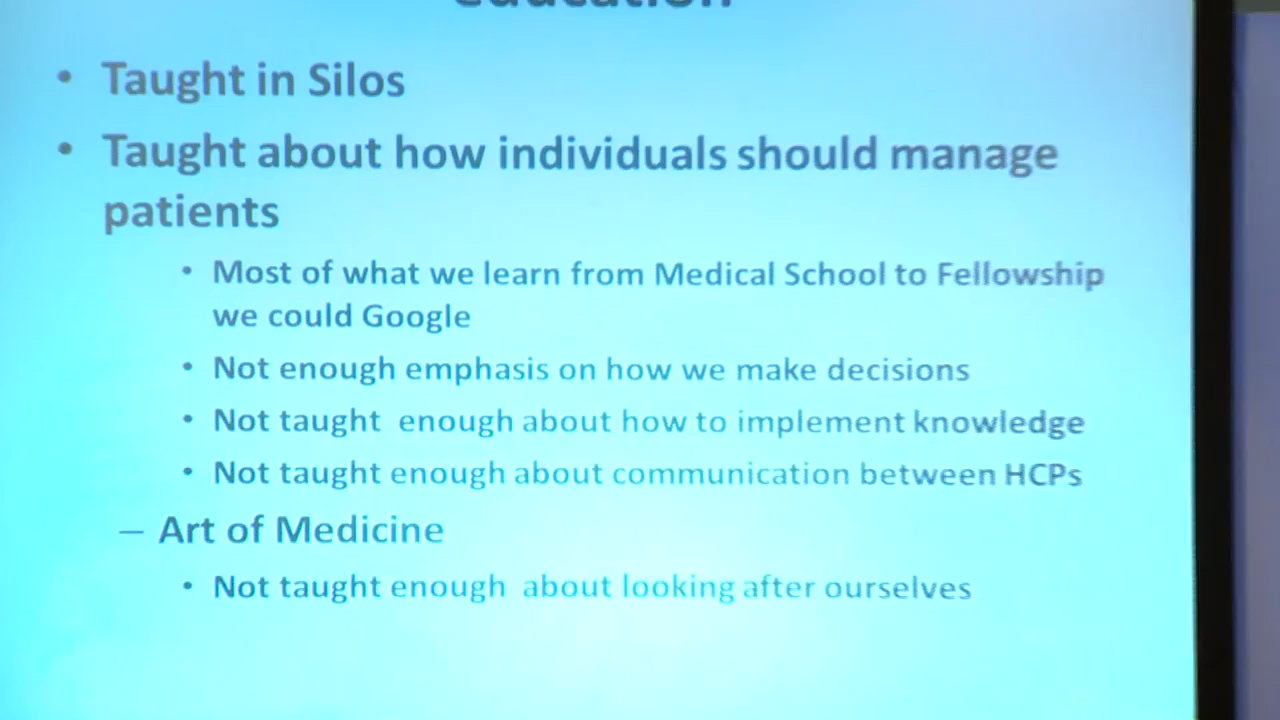 education
• Taught in Silos
• Taught about how individuals should manage
patients
• Most of what we learn from Medical School to Fellowship
we could Google
• Not enough emphasis on how we make decisions
• Not taught enough about how to implement knowledge
• Not taught enough about communication between HCPs
– Art of Medicine
• Not taught enough about looking after ourselves